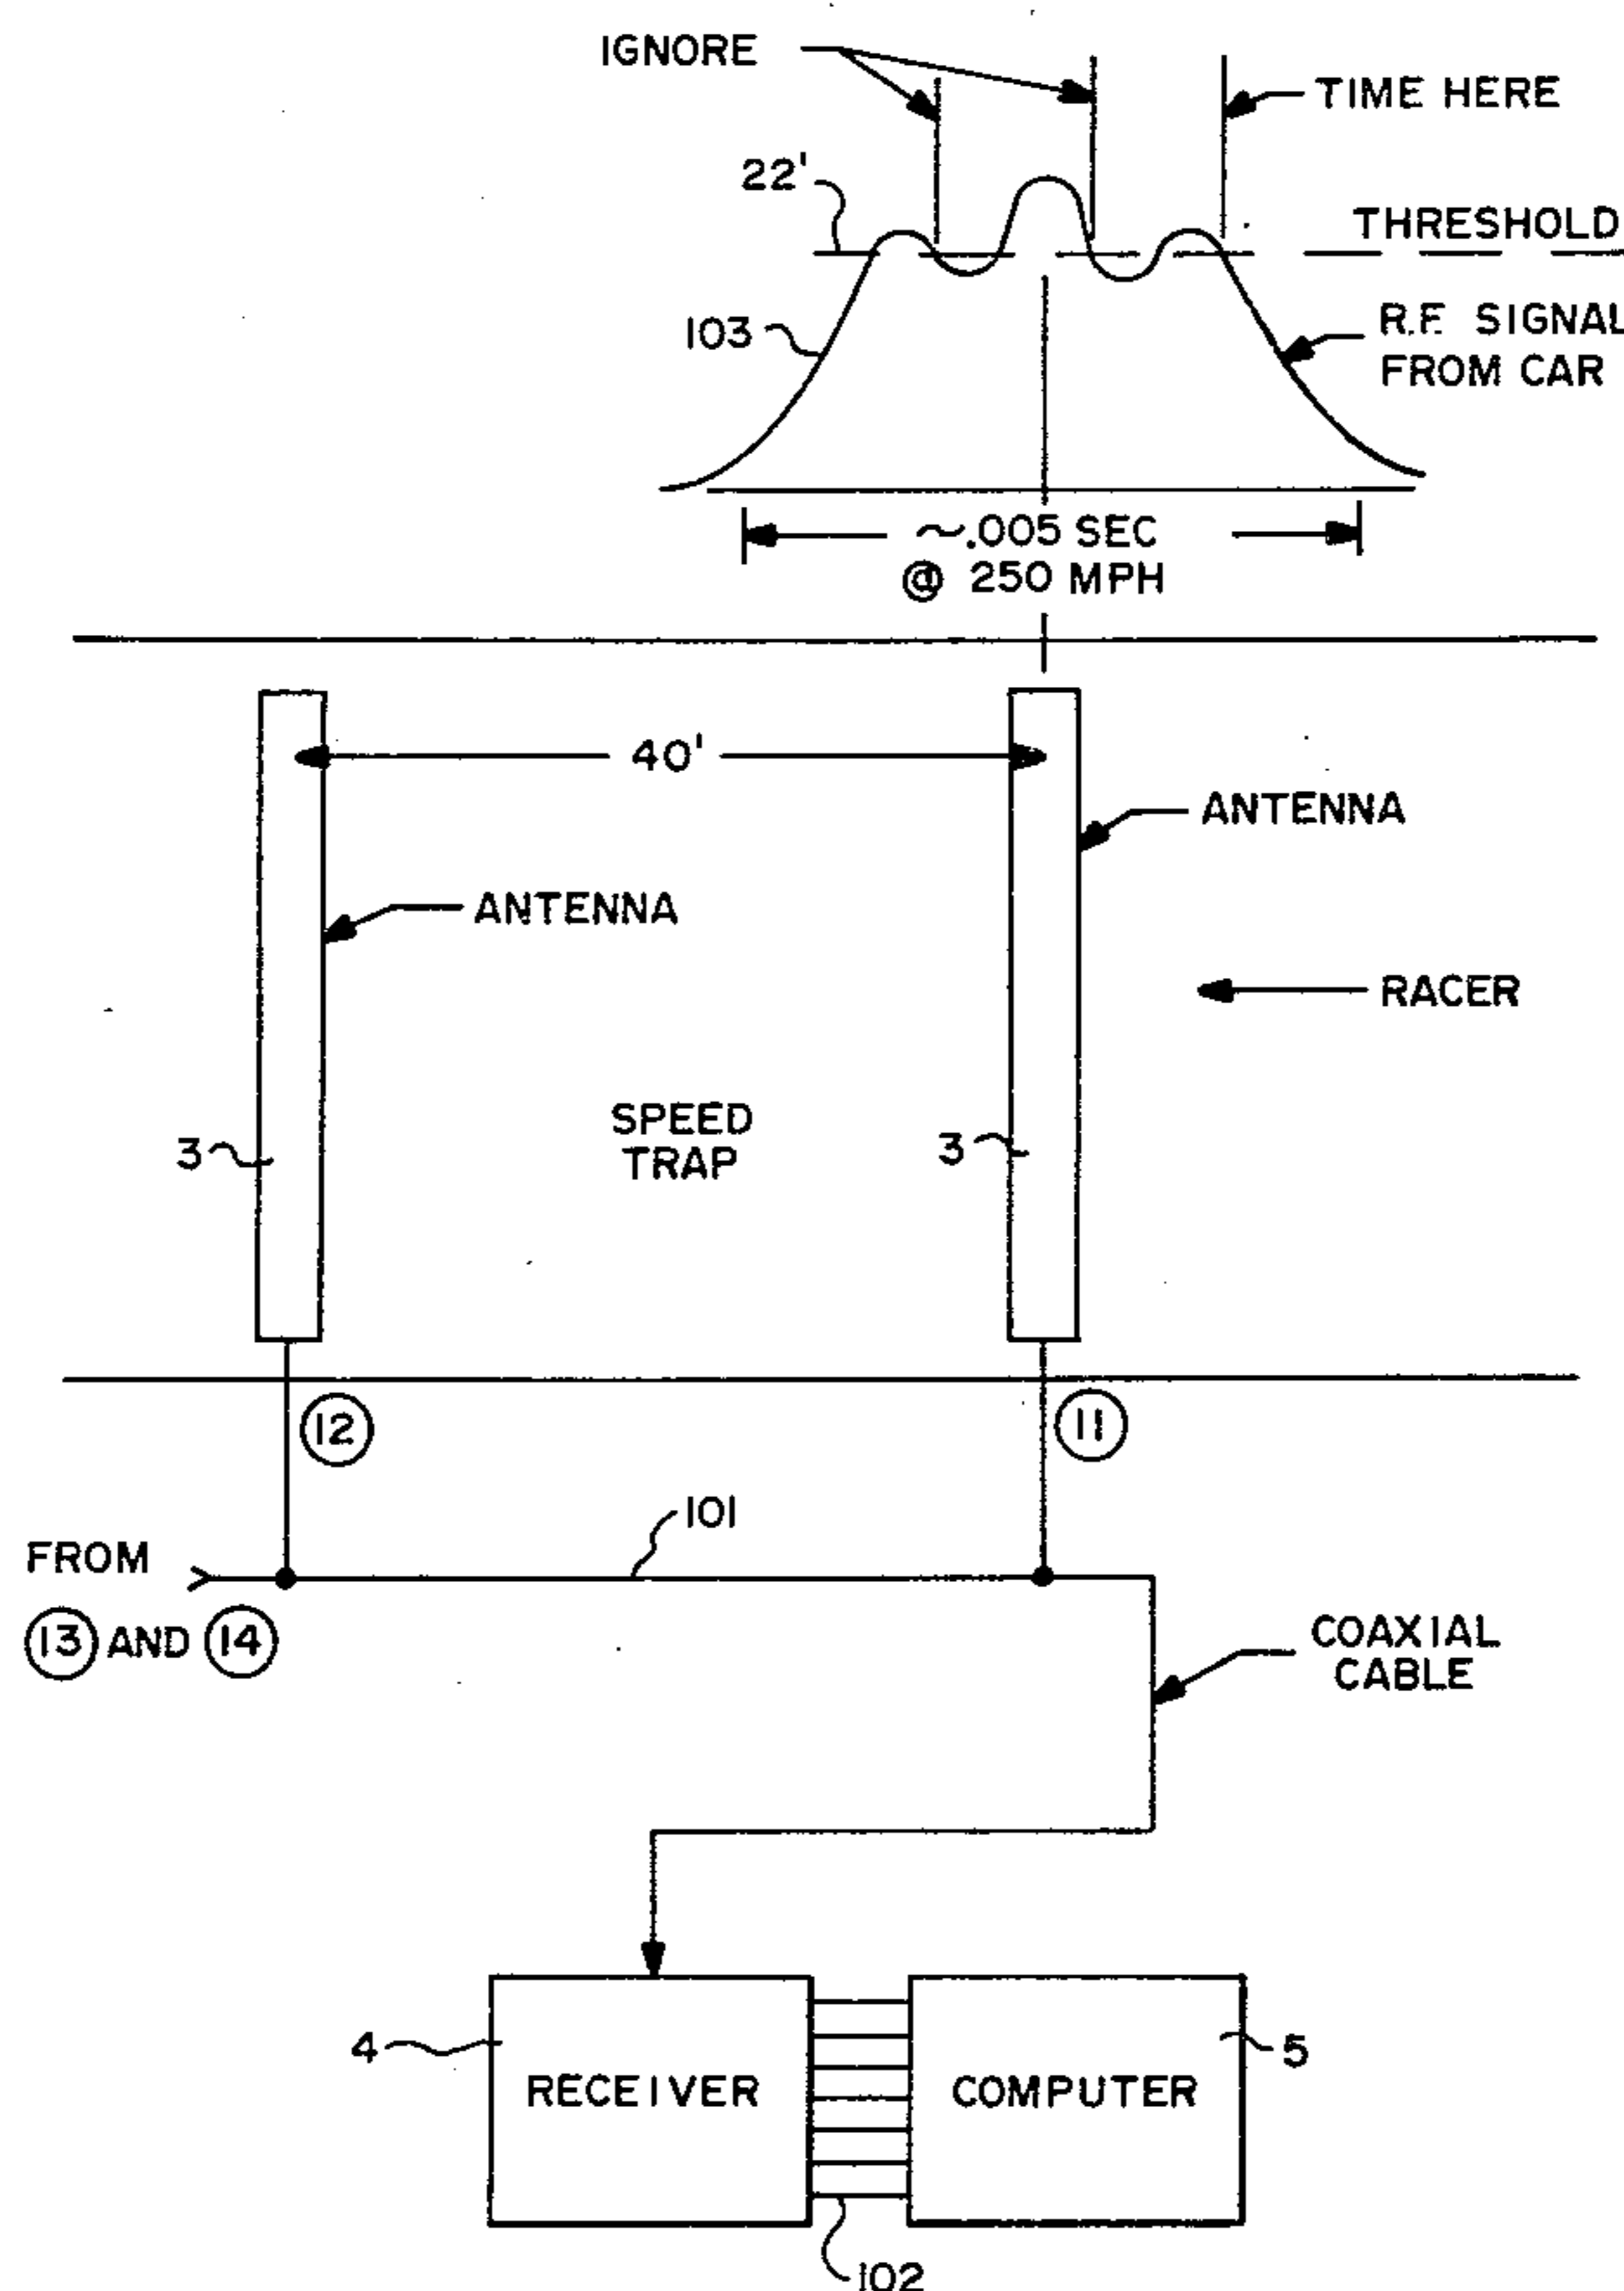 IGNORE
TIME HERE
22'
THRESHOLD
103
R.F. SIGNAL
FROM CAR
~.005 SEC
@ 250 MPH
40'
ANTENNA
ANTENNA
RACER
SPEED
TRAP
3
3
12
11
101
FROM
13 AND 14
COAXIAL
CABLE
4
RECEIVER
COMPUTER
5
102